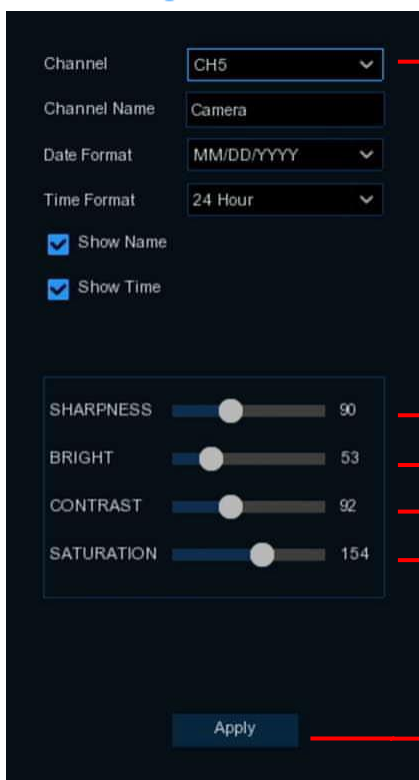 Channel CH5
Channel Name Camera
Date Format MM/DD/YYYY
Time Format 24 Hour
Show Name
Show Time
SHARPNESS 90
BRIGHT 53
CONTRAST 92
SATURATION 154
Apply